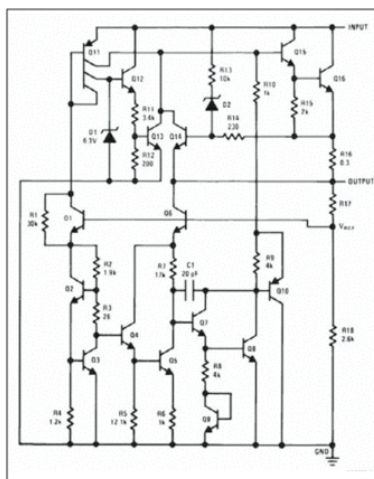 INPUT
Q11
Q12
Q15
Q16
R13
10k
R10
1k
D2
R11
3.4k
D1
6.3V
Q13
Q14
R14
230
R15
2k
R12
200
R16
0.3
OUTPUT
R17
R1
30k
Q1
Q6
Q2
R2
1.9k
R7
17k
C1
20 pF
R9
4k
Q10
R3
26
Q4
Q7
R18
2.6k
Q3
Q5
Q8
R8
4k
R4
1.2k
R5
12.1k
R6
1k
Q9
GND